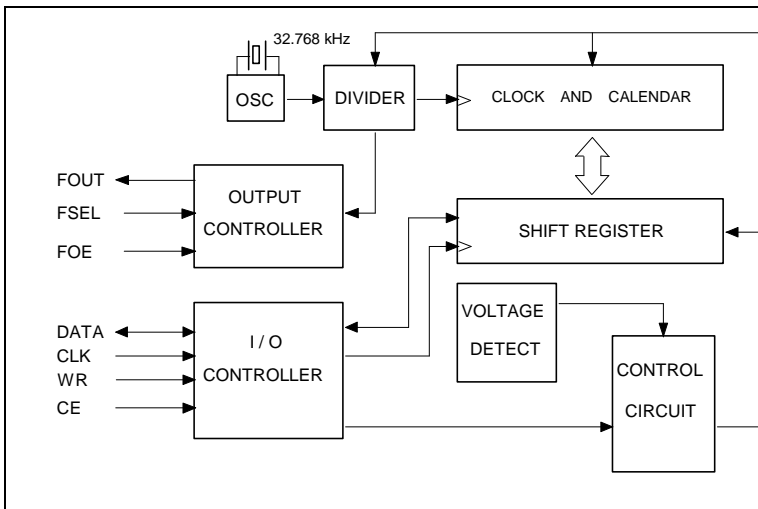 32.768 kHz
OSC
DIVIDER
CLOCK AND CALENDAR
FOUT
FSEL
FOE
OUTPUT
CONTROLLER
SHIFT REGISTER
DATA
CLK
WR
CE
I / O
CONTROLLER
VOLTAGE
DETECT
CONTROL
CIRCUIT